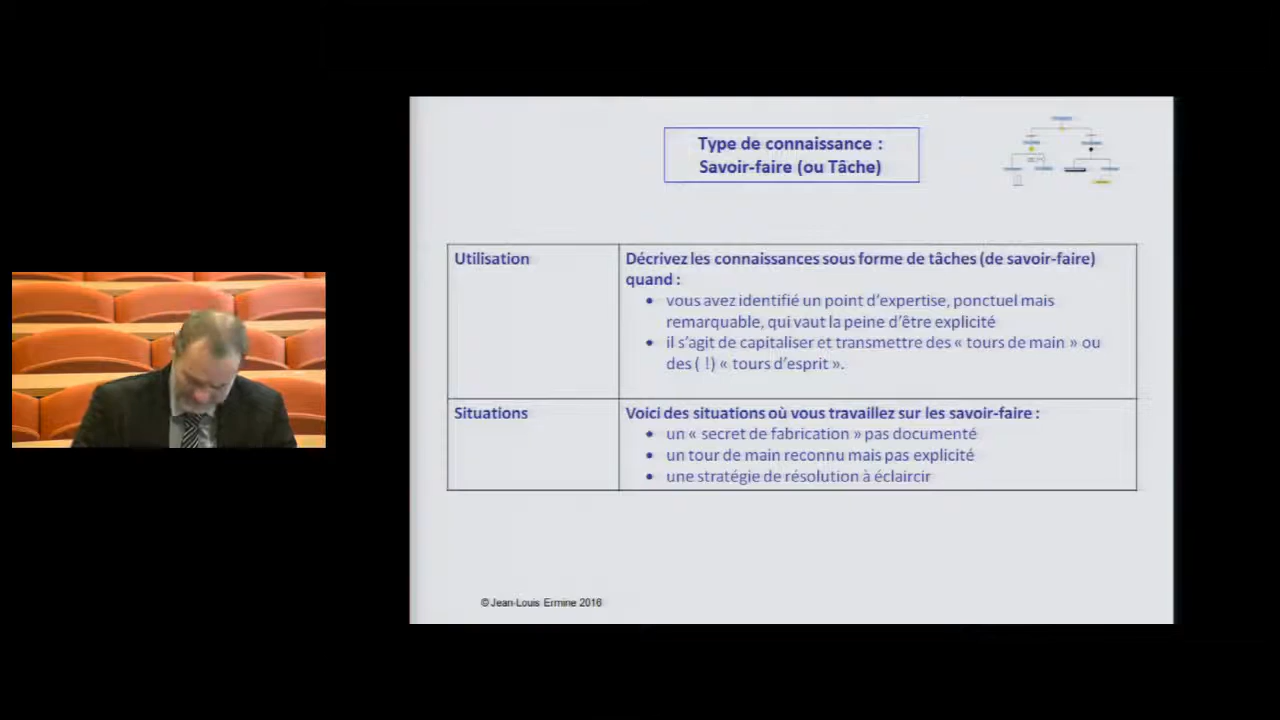 Type de connaissance :
Savoir-faire (ou Tâche)
Utilisation
Décrivez les connaissances sous forme de tâches (de savoir-faire)
quand :
• vous avez identifié un point d'expertise, ponctuel mais
remarquable, qui vaut la peine d'être explicité
• il s'agit de capitaliser et transmettre des « tours de main » ou
des ( !) « tours d'esprit ».
Situations
Voici des situations où vous travaillez sur les savoir-faire :
• un « secret de fabrication » pas documenté
• un tour de main reconnu mais pas explicité
• une stratégie de résolution à éclaircir
© Jean-Louis Ermine 2016